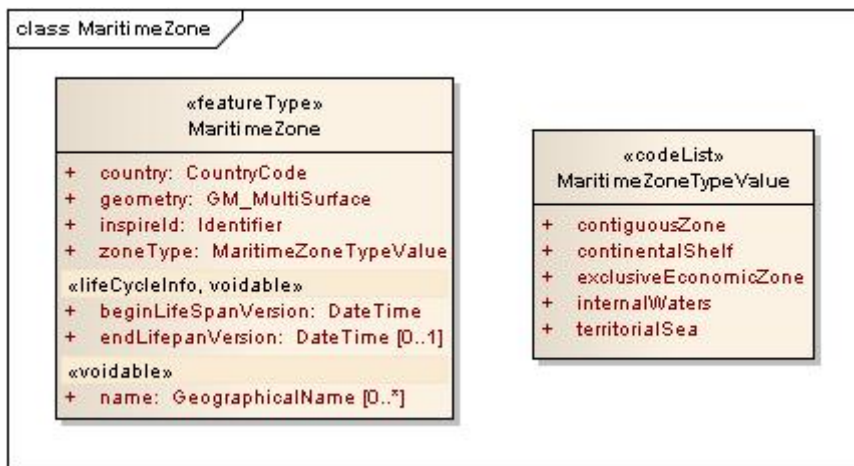 class MaritimeZone
«featureType»
MaritimeZone
+ country: CountryCode
+ geometry: GM_MultiSurface
+ inspireId: Identifier
+ zoneType: MaritimeZoneTypeValue
«lifeCycleInfo, voidable»
+ beginLifeSpanVersion: DateTime
+ endLifepanVersion: DateTime [0..1]
«voidable»
+ name: GeographicalName [0..*]
«codeList»
MaritimeZoneTypeValue
+ contiguousZone
+ continentalShelf
+ exclusiveEconomicZone
+ internalWaters
+ territorialSea